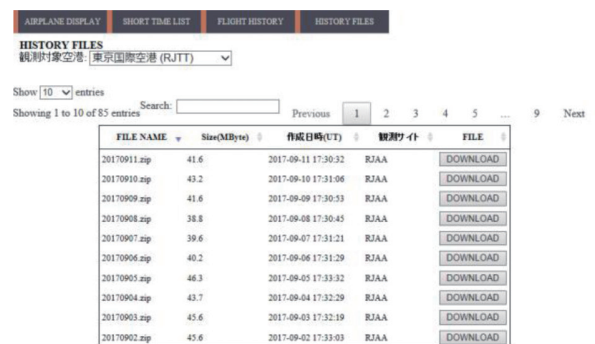 AIRPLANE DISPLAY SHORT TIME LIST FLIGHT HISTORY HISTORY FILES
HISTORY FILES
観測対象空港: 東京国際空港 (RJTT)
Show 10 entries
Showing 1 to 10 of 85 entries Search: Previous 1 2 3 4 5 ... 9 Next
FILE NAME Size(MByte) 作成日時(UT) 観測サイト FILE
20170911.zip 41.6 2017-09-11 17:30:32 RJAA DOWNLOAD
20170910.zip 43.2 2017-09-10 17:31:06 RJAA DOWNLOAD
20170909.zip 41.6 2017-09-09 17:30:53 RJAA DOWNLOAD
20170908.zip 38.8 2017-09-08 17:30:45 RJAA DOWNLOAD
20170907.zip 39.6 2017-09-07 17:31:21 RJAA DOWNLOAD
20170906.zip 40.2 2017-09-06 17:31:29 RJAA DOWNLOAD
20170905.zip 46.3 2017-09-05 17:33:32 RJAA DOWNLOAD
20170904.zip 43.7 2017-09-04 17:32:29 RJAA DOWNLOAD
20170903.zip 45.6 2017-09-03 17:32:19 RJAA DOWNLOAD
20170902.zip 45.6 2017-09-02 17:33:03 RJAA DOWNLOAD